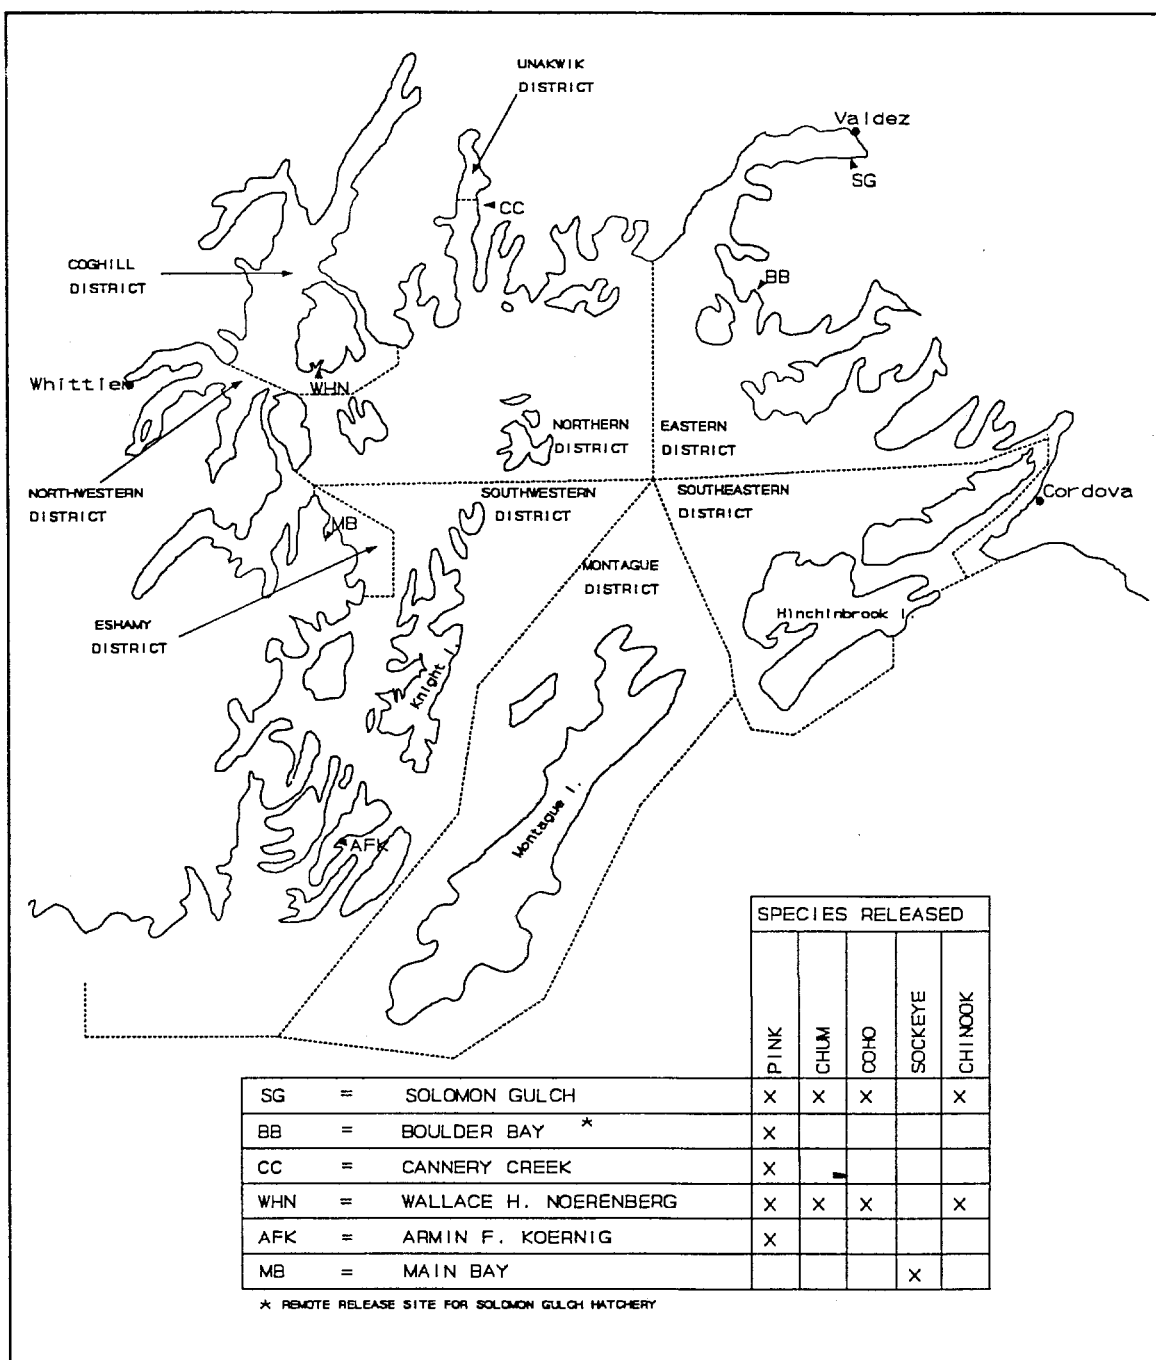 UNAKWIK
DISTRICT
Valdez
SG
CC
COGHILL
DISTRICT
BB
Whittier
WHN
NORTHERN
DISTRICT
EASTERN
DISTRICT
NORTHWESTERN
DISTRICT
SOUTHWESTERN
DISTRICT
SOUTHEASTERN
DISTRICT
Cordova
MB
MONTAGUE
DISTRICT
ESHAMY
DISTRICT
Hinchinbrook I.
Knight I.
Montague I.
AFK
SPECIES RELEASED
PINK CHUM COHO SOCKEYE CHINOOK
SG = SOLOMON GULCH X X X X
BB = BOULDER BAY * X
CC = CANNERY CREEK X
WHN = WALLACE H. NOERENBERG X X X X
AFK = ARMIN F. KOERNIG X
MB = MAIN BAY X
* REMOTE RELEASE SITE FOR SOLOMON GULCH HATCHERY